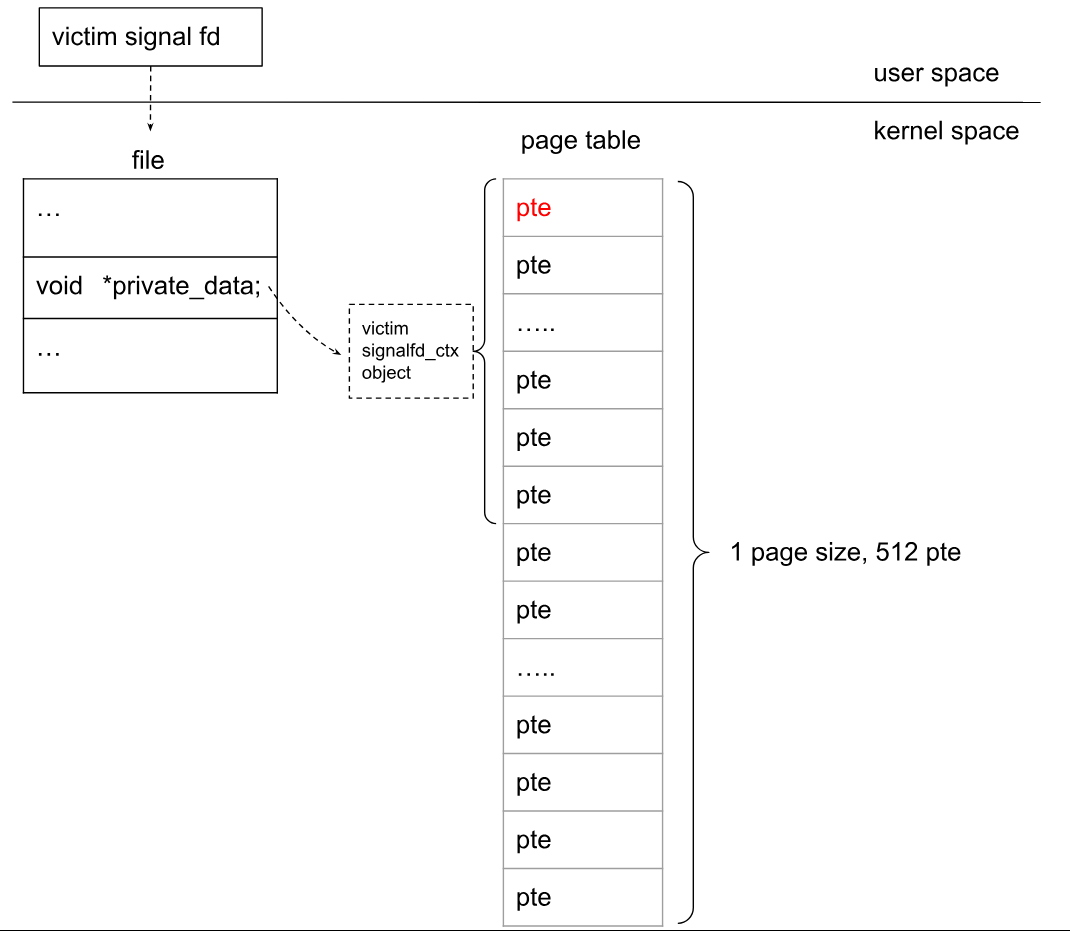 victim signal fd
user space
kernel space
file
page table
…
void *private_data;
…
victim
signalfd_ctx
object
pte
pte
…..
pte
pte
pte
pte
pte
…..
pte
pte
pte
pte
1 page size, 512 pte